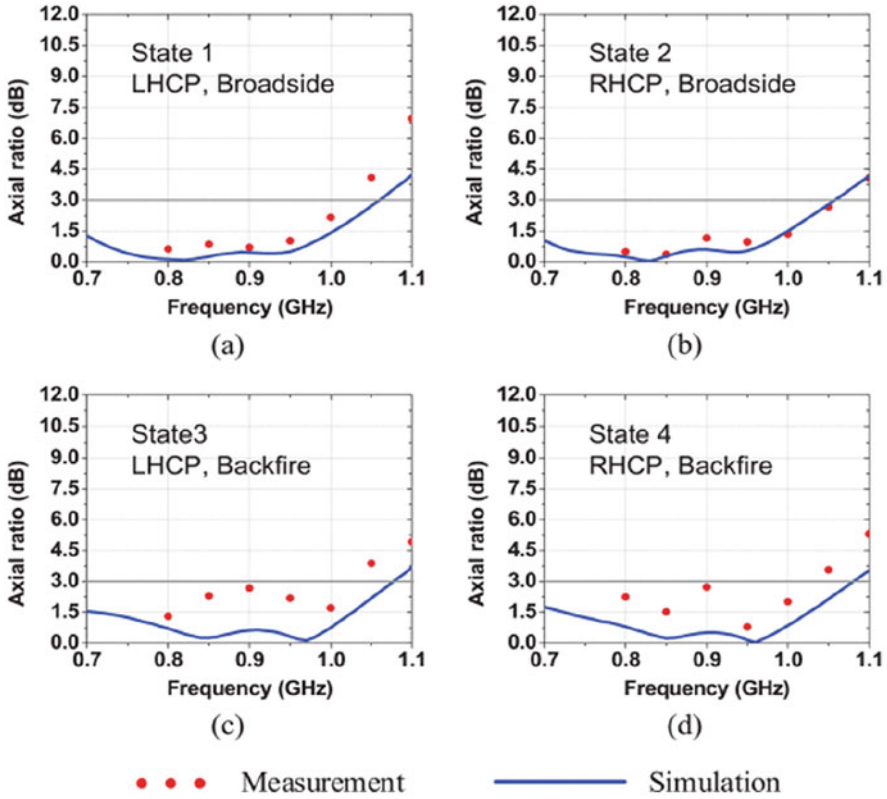 12.0
10.5
9.0
7.5
6.0
4.5
3.0
1.5
0.0
Axial ratio (dB)
State 1
LHCP, Broadside
0.7 0.8 0.9 1.0 1.1
Frequency (GHz)
(a)
12.0
10.5
9.0
7.5
6.0
4.5
3.0
1.5
0.0
Axial ratio (dB)
State 2
RHCP, Broadside
0.7 0.8 0.9 1.0 1.1
Frequency (GHz)
(b)
12.0
10.5
9.0
7.5
6.0
4.5
3.0
1.5
0.0
Axial ratio (dB)
State3
LHCP, Backfire
0.7 0.8 0.9 1.0 1.1
Frequency (GHz)
(c)
12.0
10.5
9.0
7.5
6.0
4.5
3.0
1.5
0.0
Axial ratio (dB)
State 4
RHCP, Backfire
0.7 0.8 0.9 1.0 1.1
Frequency (GHz)
(d)
Measurement
Simulation